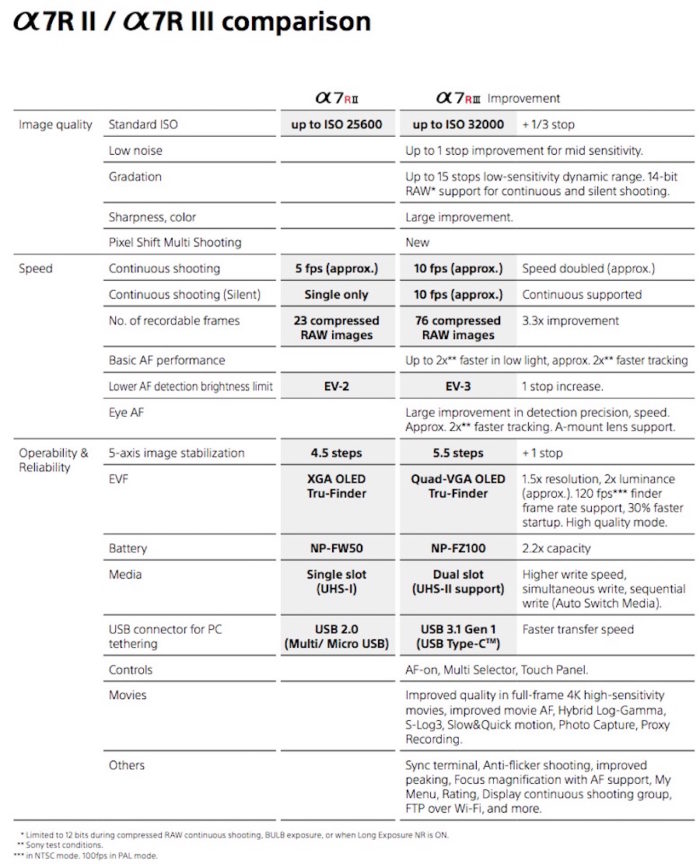 α7R II / α7R III comparison
α7RII α7RIII Improvement
Image quality Standard ISO up to ISO 25600 up to ISO 32000 + 1/3 stop
Low noise Up to 1 stop improvement for mid sensitivity.
Gradation Up to 15 stops low-sensitivity dynamic range. 14-bit
RAW* support for continuous and silent shooting.
Sharpness, color Large improvement.
Pixel Shift Multi Shooting New
Speed Continuous shooting 5 fps (approx.) 10 fps (approx.) Speed doubled (approx.)
Continuous shooting (Silent) Single only 10 fps (approx.) Continuous supported
No. of recordable frames 23 compressed 76 compressed 3.3x improvement
RAW images RAW images
Basic AF performance Up to 2x** faster in low light, approx. 2x** faster tracking
Lower AF detection brightness limit EV-2 EV-3 1 stop increase.
Eye AF Large improvement in detection precision, speed.
Approx. 2x** faster tracking. A-mount lens support.
Operability & 5-axis image stabilization 4.5 steps 5.5 steps + 1 stop
Reliability
EVF XGA OLED Quad-VGA OLED 1.5x resolution, 2x luminance
Tru-Finder Tru-Finder (approx.). 120 fps*** finder
frame rate support, 30% faster
startup. High quality mode.
Battery NP-FW50 NP-FZ100 2.2x capacity
Media Single slot Dual slot Higher write speed,
(UHS-I) (UHS-II support) simultaneous write, sequential
write (Auto Switch Media).
USB connector for PC USB 2.0 USB 3.1 Gen 1 Faster transfer speed
tethering (Multi/ Micro USB) (USB Type-C™)
Controls AF-on, Multi Selector, Touch Panel.
Movies Improved quality in full-frame 4K high-sensitivity
movies, improved movie AF, Hybrid Log-Gamma,
S-Log3, Slow&Quick motion, Photo Capture, Proxy
Recording.
Others Sync terminal, Anti-flicker shooting, improved
peaking, Focus magnification with AF support, My
Menu, Rating, Display continuous shooting group,
FTP over Wi-Fi, and more.
* Limited to 12 bits during compressed RAW continuous shooting, BULB exposure, or when Long Exposure NR is ON.
** Sony test conditions.
*** in NTSC mode. 100fps in PAL mode.